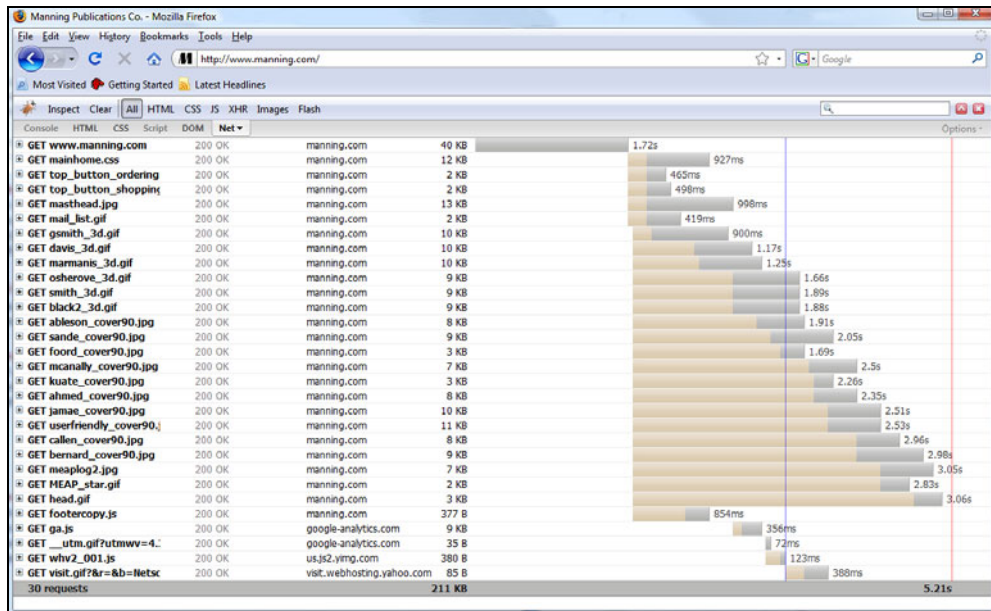 Manning Publications Co. - Mozilla Firefox
File Edit View History Bookmarks Tools Help
http://www.manning.com/ G Google
Most Visited Getting Started Latest Headlines
Inspect Clear All HTML CSS JS XHR Images Flash
Console HTML CSS Script DOM Net Options
GET www.manning.com 200 OK manning.com 40 KB 1.72s
GET mainhome.css 200 OK manning.com 12 KB 927ms
GET top_button_ordering 200 OK manning.com 2 KB 465ms
GET top_button_shopping 200 OK manning.com 2 KB 498ms
GET masthead.jpg 200 OK manning.com 13 KB 998ms
GET mail_list.gif 200 OK manning.com 2 KB 419ms
GET gsmith_3d.gif 200 OK manning.com 10 KB 900ms
GET davis_3d.gif 200 OK manning.com 10 KB 1.17s
GET marmanis_3d.gif 200 OK manning.com 10 KB 1.25s
GET osherove_3d.gif 200 OK manning.com 9 KB 1.66s
GET smith_3d.gif 200 OK manning.com 9 KB 1.89s
GET black2_3d.gif 200 OK manning.com 9 KB 1.88s
GET ableson_cover90.jpg 200 OK manning.com 8 KB 1.91s
GET sande_cover90.jpg 200 OK manning.com 9 KB 2.05s
GET foord_cover90.jpg 200 OK manning.com 3 KB 1.69s
GET mcanally_cover90.jpg 200 OK manning.com 7 KB 2.5s
GET kuate_cover90.jpg 200 OK manning.com 3 KB 2.26s
GET ahmed_cover90.jpg 200 OK manning.com 8 KB 2.35s
GET jamae_cover90.jpg 200 OK manning.com 10 KB 2.51s
GET userfriendly_cover90.j 200 OK manning.com 11 KB 2.53s
GET callen_cover90.jpg 200 OK manning.com 8 KB 2.96s
GET bernard_cover90.jpg 200 OK manning.com 9 KB 2.98s
GET meaplog2.jpg 200 OK manning.com 7 KB 3.05s
GET MEAP_star.gif 200 OK manning.com 2 KB 2.83s
GET head.gif 200 OK manning.com 3 KB 3.06s
GET footercopy.js 200 OK manning.com 377 B 854ms
GET ga.js 200 OK google-analytics.com 9 KB 356ms
GET __utm.gif?utmwv=4.: 200 OK google-analytics.com 35 B 72ms
GET whv2_001.js 200 OK us.js2.yimg.com 380 B 123ms
GET visit.gif?&r=&b=Netsc 200 OK visit.webhosting.yahoo.com 85 B 388ms
30 requests 211 KB 5.21s